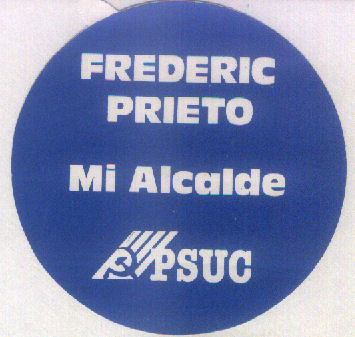 FREDERIC
PRIETO
Mi Alcalde
PSUC